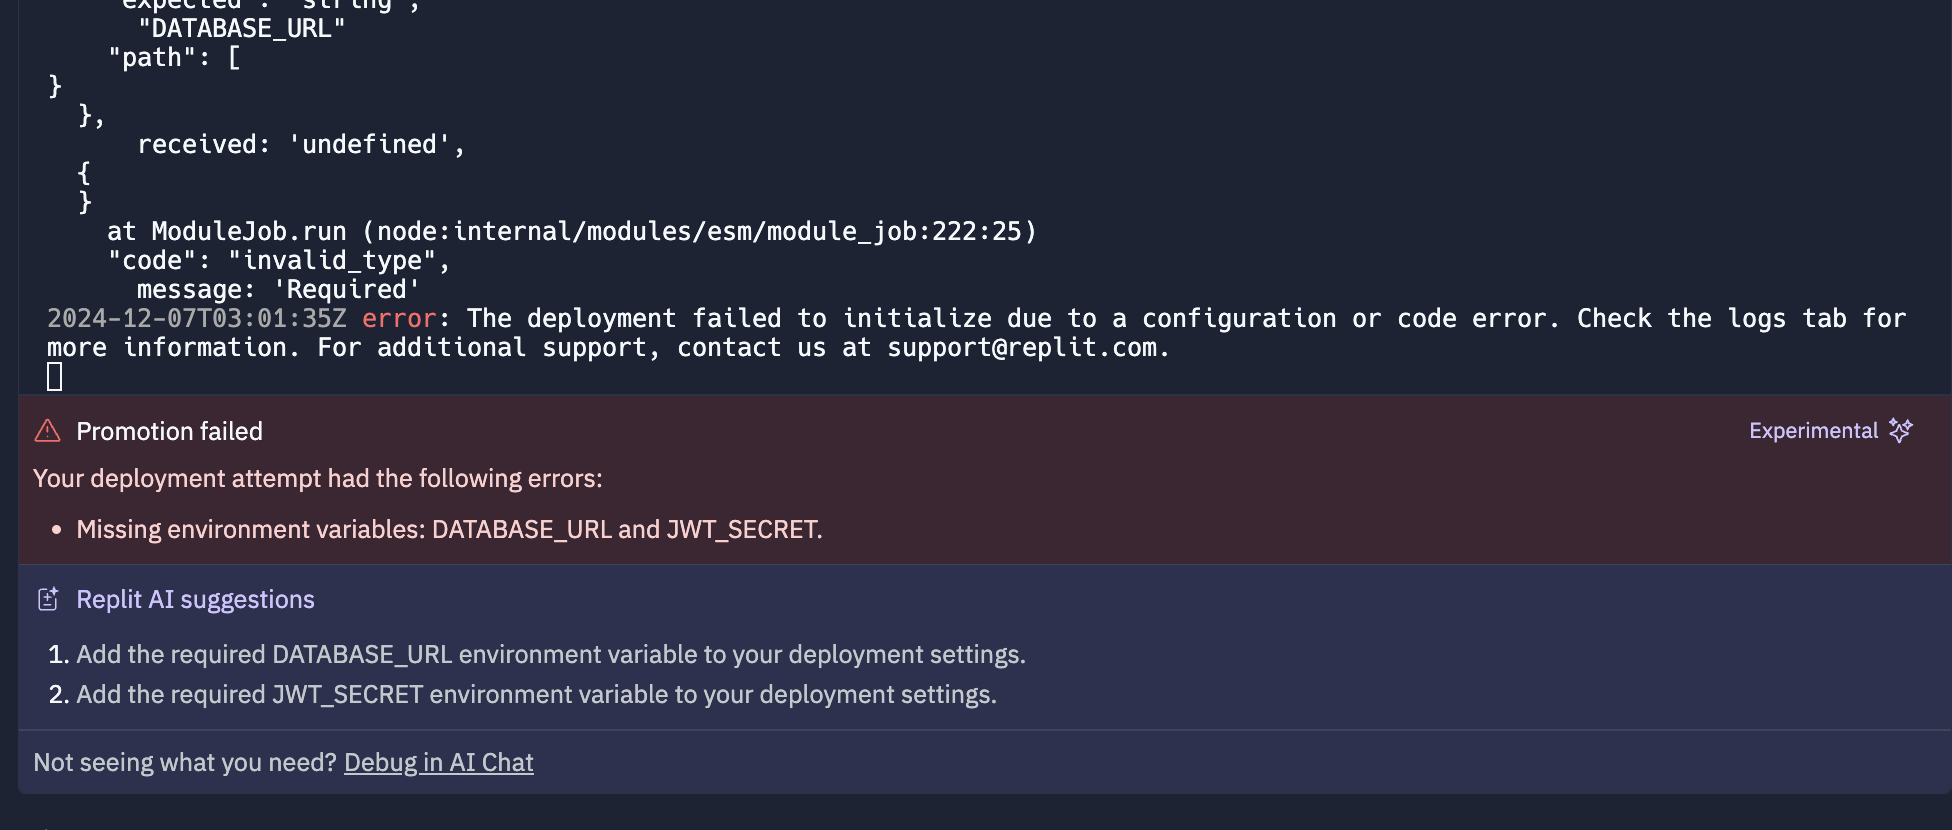 "expected": "string",
"DATABASE_URL"
"path": [
}
},
received: 'undefined',
{
}
at ModuleJob.run (node:internal/modules/esm/module_job:222:25)
"code": "invalid_type",
message: 'Required'
2024-12-07T03:01:35Z error: The deployment failed to initialize due to a configuration or code error. Check the logs tab for
more information. For additional support, contact us at support@replit.com.
Promotion failed
Experimental
Your deployment attempt had the following errors:
• Missing environment variables: DATABASE_URL and JWT_SECRET.
Replit AI suggestions
1. Add the required DATABASE_URL environment variable to your deployment settings.
2. Add the required JWT_SECRET environment variable to your deployment settings.
Not seeing what you need? Debug in AI Chat